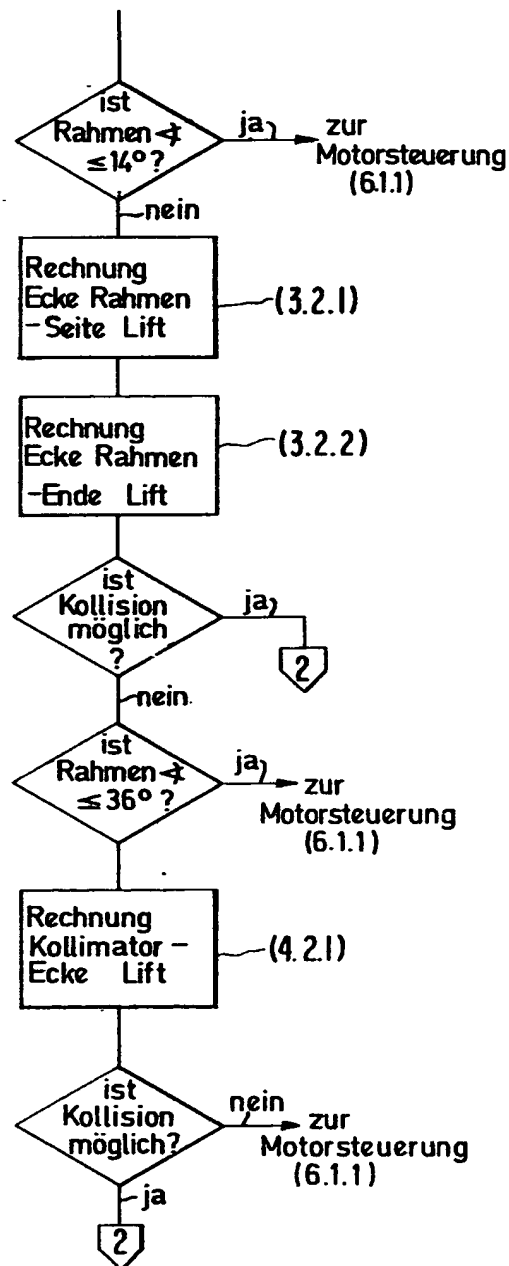 ist
Rahmen ∢
≤14°?
ja
zur
Motorsteuerung
(6.1.1)
nein
Rechnung
Ecke Rahmen
-Seite Lift
(3.2.1)
Rechnung
Ecke Rahmen
-Ende Lift
(3.2.2)
ist
Kollision
möglich
?
ja
2
nein
ist
Rahmen ∢
≤36°?
ja
zur
Motorsteuerung
(6.1.1)
Rechnung
Kollimator-
Ecke Lift
(4.2.1)
ist
Kollision
möglich?
nein
zur
Motorsteuerung
(6.1.1)
ja
2